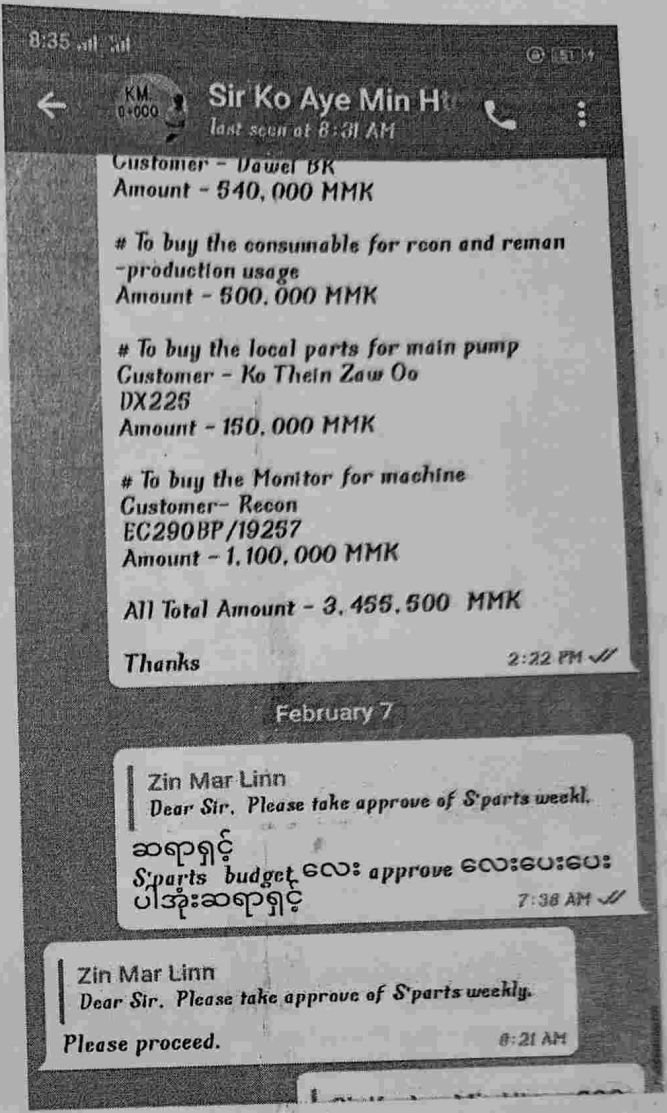 8:35
51
KM.
0+000
Sir Ko Aye Min Ht
last seen at 8:31 AM
Customer - Dawei BK
Amount - 540,000 MMK
# To buy the consumable for rcon and reman
-production usage
Amount - 500,000 MMK
# To buy the local parts for main pump
Customer - Ko Thein Zaw Oo
DX225
Amount - 150,000 MMK
# To buy the Monitor for machine
Customer- Recon
EC290BP/19257
Amount - 1,100,000 MMK
All Total Amount - 3,455,500 MMK
Thanks
2:22 PM
February 7
Zin Mar Linn
Dear Sir, Please take approve of S'parts weekl.
ဆရာရှင့်
S'parts budget လေး approve လေးပေးပေး
ပါအုံးဆရာရှင့်
7:38 AM
Zin Mar Linn
Dear Sir, Please take approve of S'parts weekly.
Please proceed.
8:21 AM